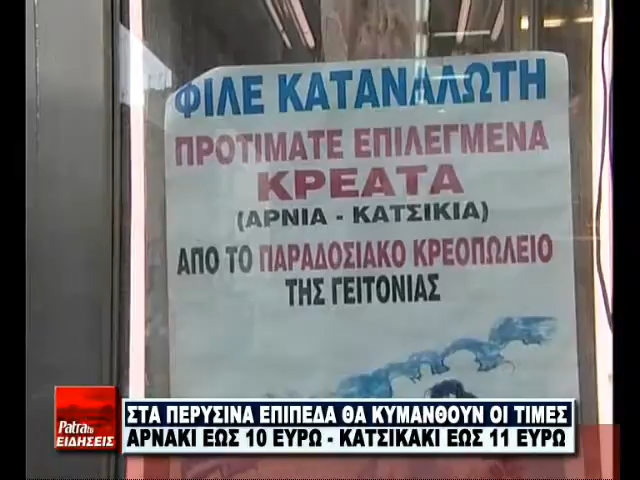 ΦΙΛΕ ΚΑΤΑΝΑΛΩΤΗ
ΠΡΟΤΙΜΑΤΕ ΕΠΙΛΕΓΜΕΝΑ
ΚΡΕΑΤΑ
(ΑΡΝΙΑ - ΚΑΤΣΙΚΙΑ)
ΑΠΟ ΤΟ ΠΑΡΑΔΟΣΙΑΚΟ ΚΡΕΟΠΩΛΕΙΟ
ΤΗΣ ΓΕΙΤΟΝΙΑΣ
Patra tv
ΕΙΔΗΣΕΙΣ
ΣΤΑ ΠΕΡΥΣΙΝΑ ΕΠΙΠΕΔΑ ΘΑ ΚΥΜΑΝΘΟΥΝ ΟΙ ΤΙΜΕΣ
ΑΡΝΑΚΙ ΕΩΣ 10 ΕΥΡΩ - ΚΑΤΣΙΚΑΚΙ ΕΩΣ 11 ΕΥΡΩ